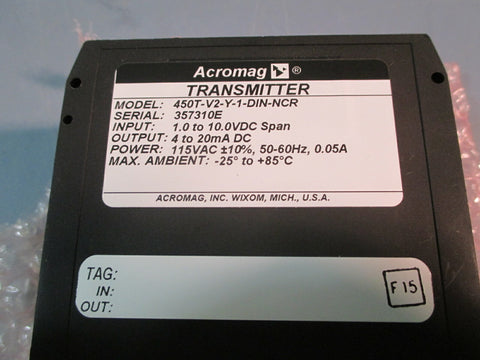 Acromag ®
TRANSMITTER
MODEL: 450T-V2-Y-1-DIN-NCR
SERIAL: 357310E
INPUT: 1.0 to 10.0VDC Span
OUTPUT: 4 to 20mA DC
POWER: 115VAC ±10%, 50-60Hz, 0.05A
MAX. AMBIENT: -25° to +85°C
ACROMAG, INC. WIXOM, MICH., U.S.A.
TAG:
IN:
OUT:
F15